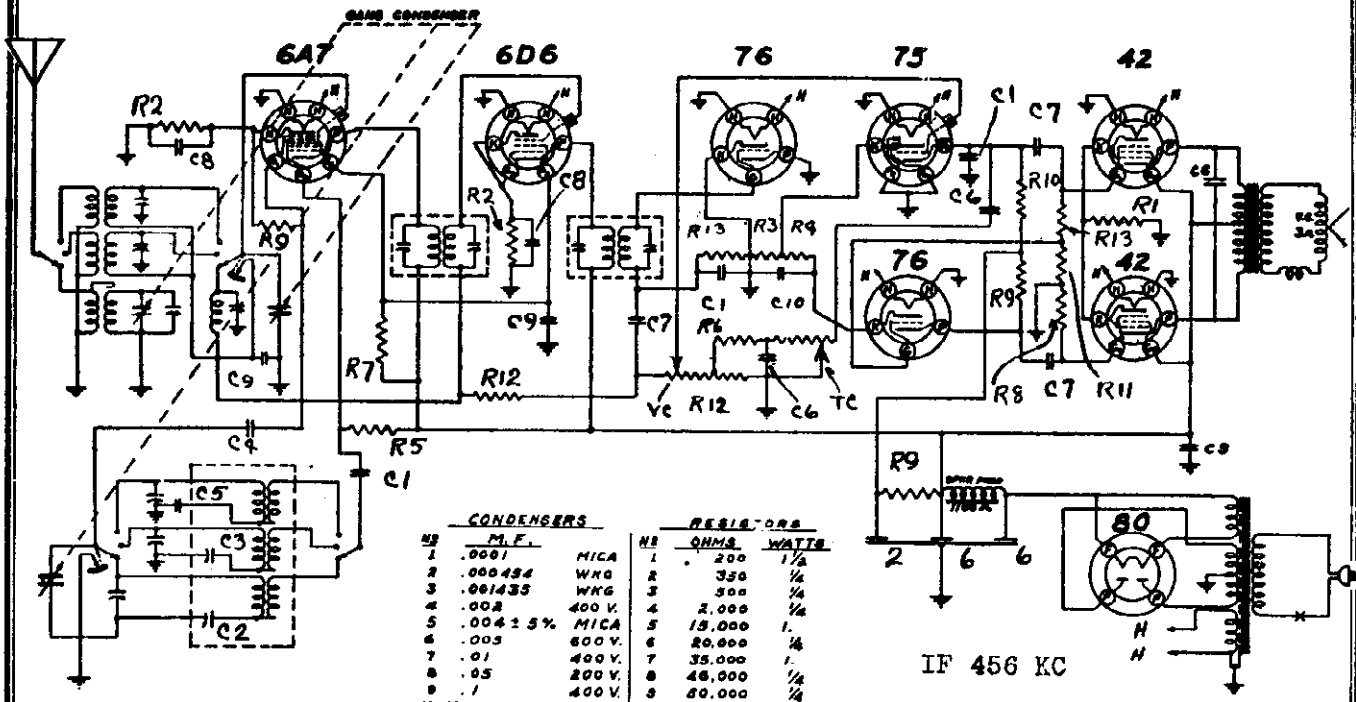 GANG CONDENSER
6A7 6D6 76 75 42
R2 C8 H H H H H C1 C7
R9 R2 C8 R13 R3 R4 C6 R10 R1 C6
R13
76 42
C1 C10 R9 H H
C9 R7 C9 C7 R6 R8 C7 R11
R12 VC R12 C6 TC
C4 R5 C9
C1 R9
C5
C3
C2
2 6 6
80
H
H
IF 456 KC
CONDENSERS
NO M.F.
1 .0001 MICA
2 .000454 WKG
3 .001435 WKG
4 .002 400 V.
5 .004 ± 5% MICA
6 .005 600 V.
7 .01 400 V.
8 .05 200 V.
9 .1 400 V.
RESISTORS
NO OHMS WATTS
1 200 1/2
2 350 1/4
3 500 1/4
4 2,000 1/4
5 15,000 1.
6 20,000 1/4
7 35,000 1.
8 40,000 1/4
9 50,000 1/4